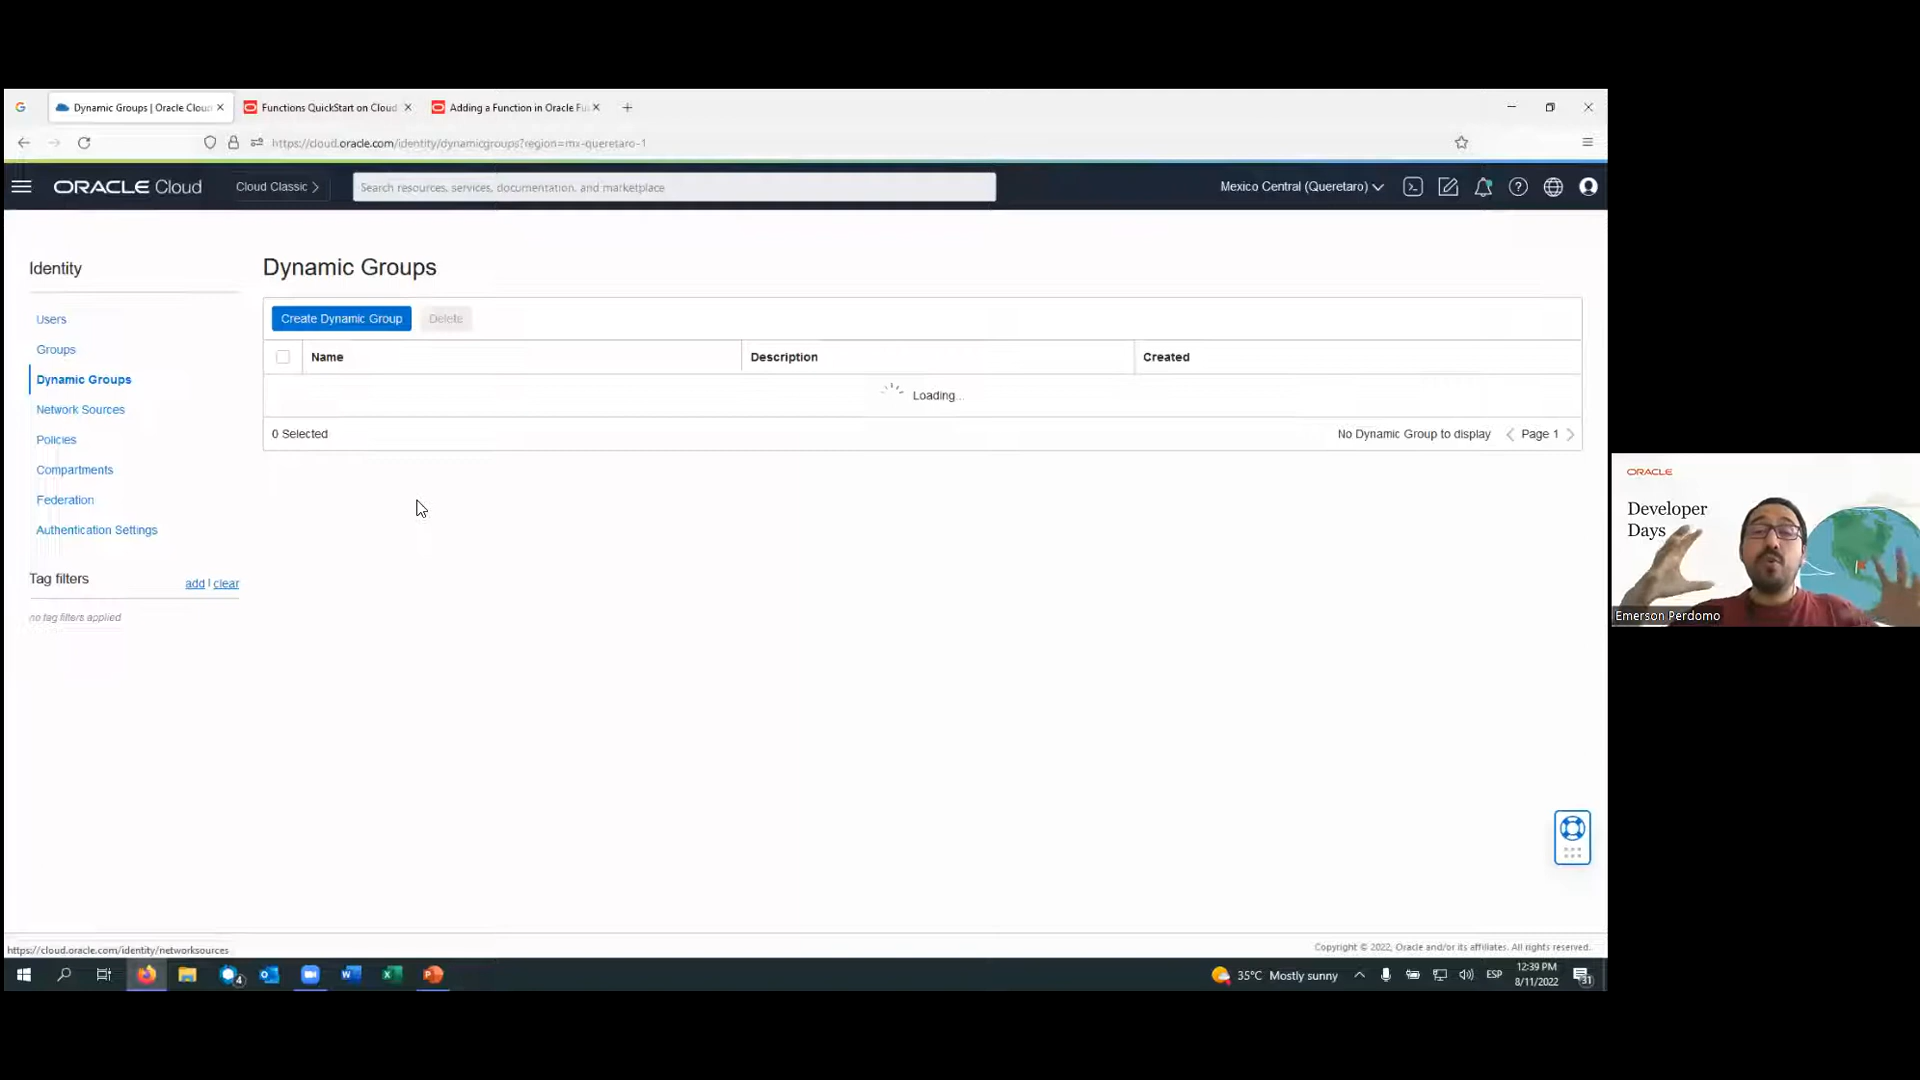 Dynamic Groups | Oracle Clou
Functions QuickStart on Cloud
Adding a Function in Oracle Fu
https://cloud.oracle.com/identity/dynamicgroups?region=mx-queretaro-1
ORACLE Cloud
Cloud Classic
Search resources, services, documentation, and marketplace
Mexico Central (Queretaro)
Identity
Users
Groups
Dynamic Groups
Network Sources
Policies
Compartments
Federation
Authentication Settings
Tag filters
add | clear
no tag filters applied
Dynamic Groups
Create Dynamic Group
Delete
Name
Description
Created
Loading...
0 Selected
No Dynamic Group to display
Page 1
ORACLE
Developer
Days
Emerson Perdomo
https://cloud.oracle.com/identity/networksources
Copyright © 2022, Oracle and/or its affiliates. All rights reserved.
4
35°C Mostly sunny
ESP
12:39 PM
8/11/2022
31